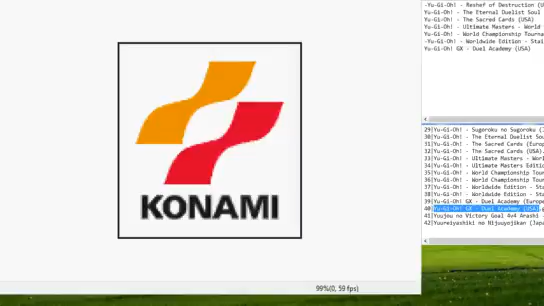 -Yu-Gi-Oh! - Reshef of Destruction (U
Yu-Gi-Oh! - The Eternal Duelist Soul
Yu-Gi-Oh! - The Sacred Cards (USA)
Yu-Gi-Oh! - Ultimate Masters - World
Yu-Gi-Oh! - World Championship Tourna
-Yu-Gi-Oh! - Worldwide Edition - Stai
Yu-Gi-Oh! GX - Duel Academy (USA)
KONAMI
29|Yu-Gi-Oh! - Sugoroku no Sugoroku (J
30|Yu-Gi-Oh! - The Eternal Duelist Sou
31|Yu-Gi-Oh! - The Sacred Cards (Europ
32|Yu-Gi-Oh! - The Sacred Cards (USA).
33|Yu-Gi-Oh! - Ultimate Masters - Worl
34|Yu-Gi-Oh! - Ultimate Masters Editio
35|Yu-Gi-Oh! - World Championship Tour
36|Yu-Gi-Oh! - World Championship Tour
37|Yu-Gi-Oh! - Worldwide Edition - Sta
38|Yu-Gi-Oh! - Worldwide Edition - Sta
39|Yu-Gi-Oh! GX - Duel Academy (Europe
40|Yu-Gi-Oh! GX - Duel Academy (USA)
41|Youjou no Victory Goal 4v4 Arashi -
42|Yuureiyashiki no Nijuuyojikan (Japa
99%(0, 59 fps)